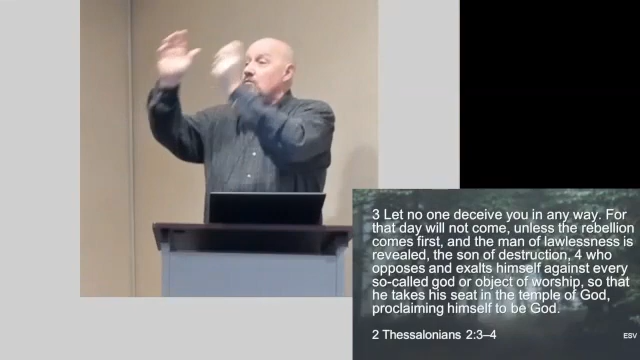 3 Let no one deceive you in any way. For
that day will not come, unless the rebellion
comes first, and the man of lawlessness is
revealed, the son of destruction, 4 who
opposes and exalts himself against every
so-called god or object of worship, so that
he takes his seat in the temple of God,
proclaiming himself to be God.
2 Thessalonians 2:3–4
ESV